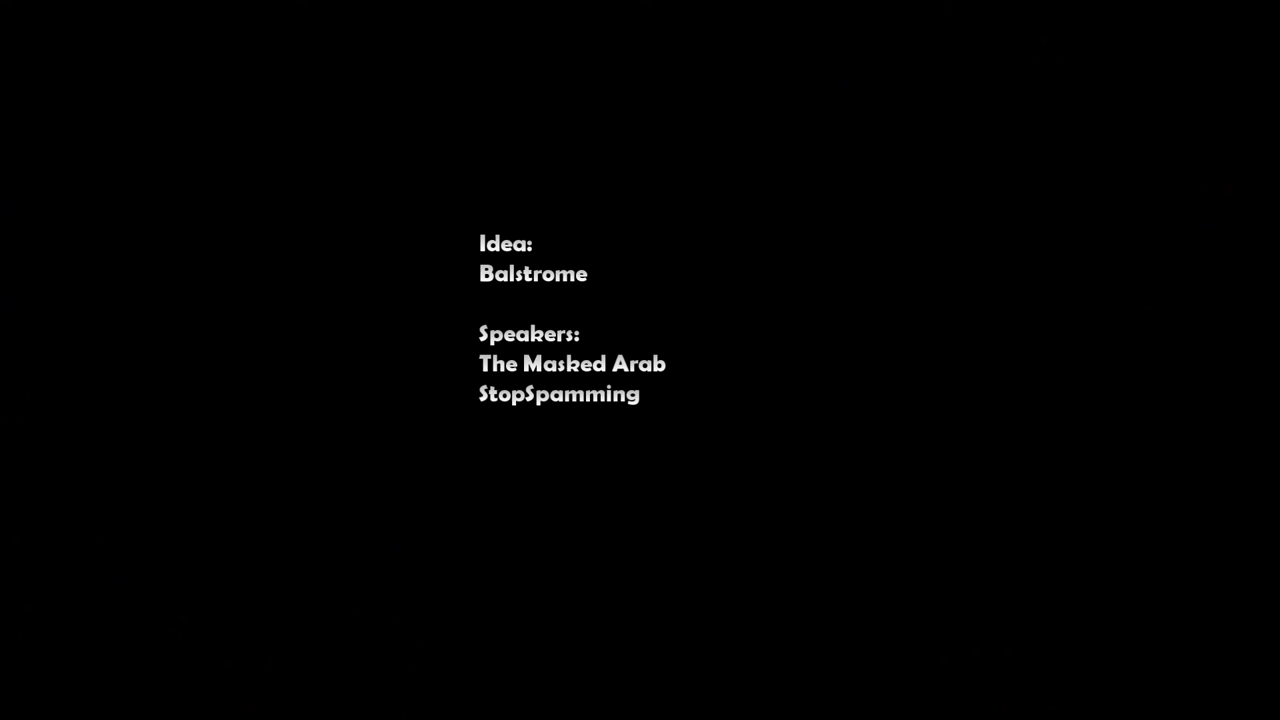 Idea:
Balstrome
Speakers:
The Masked Arab
StopSpamming